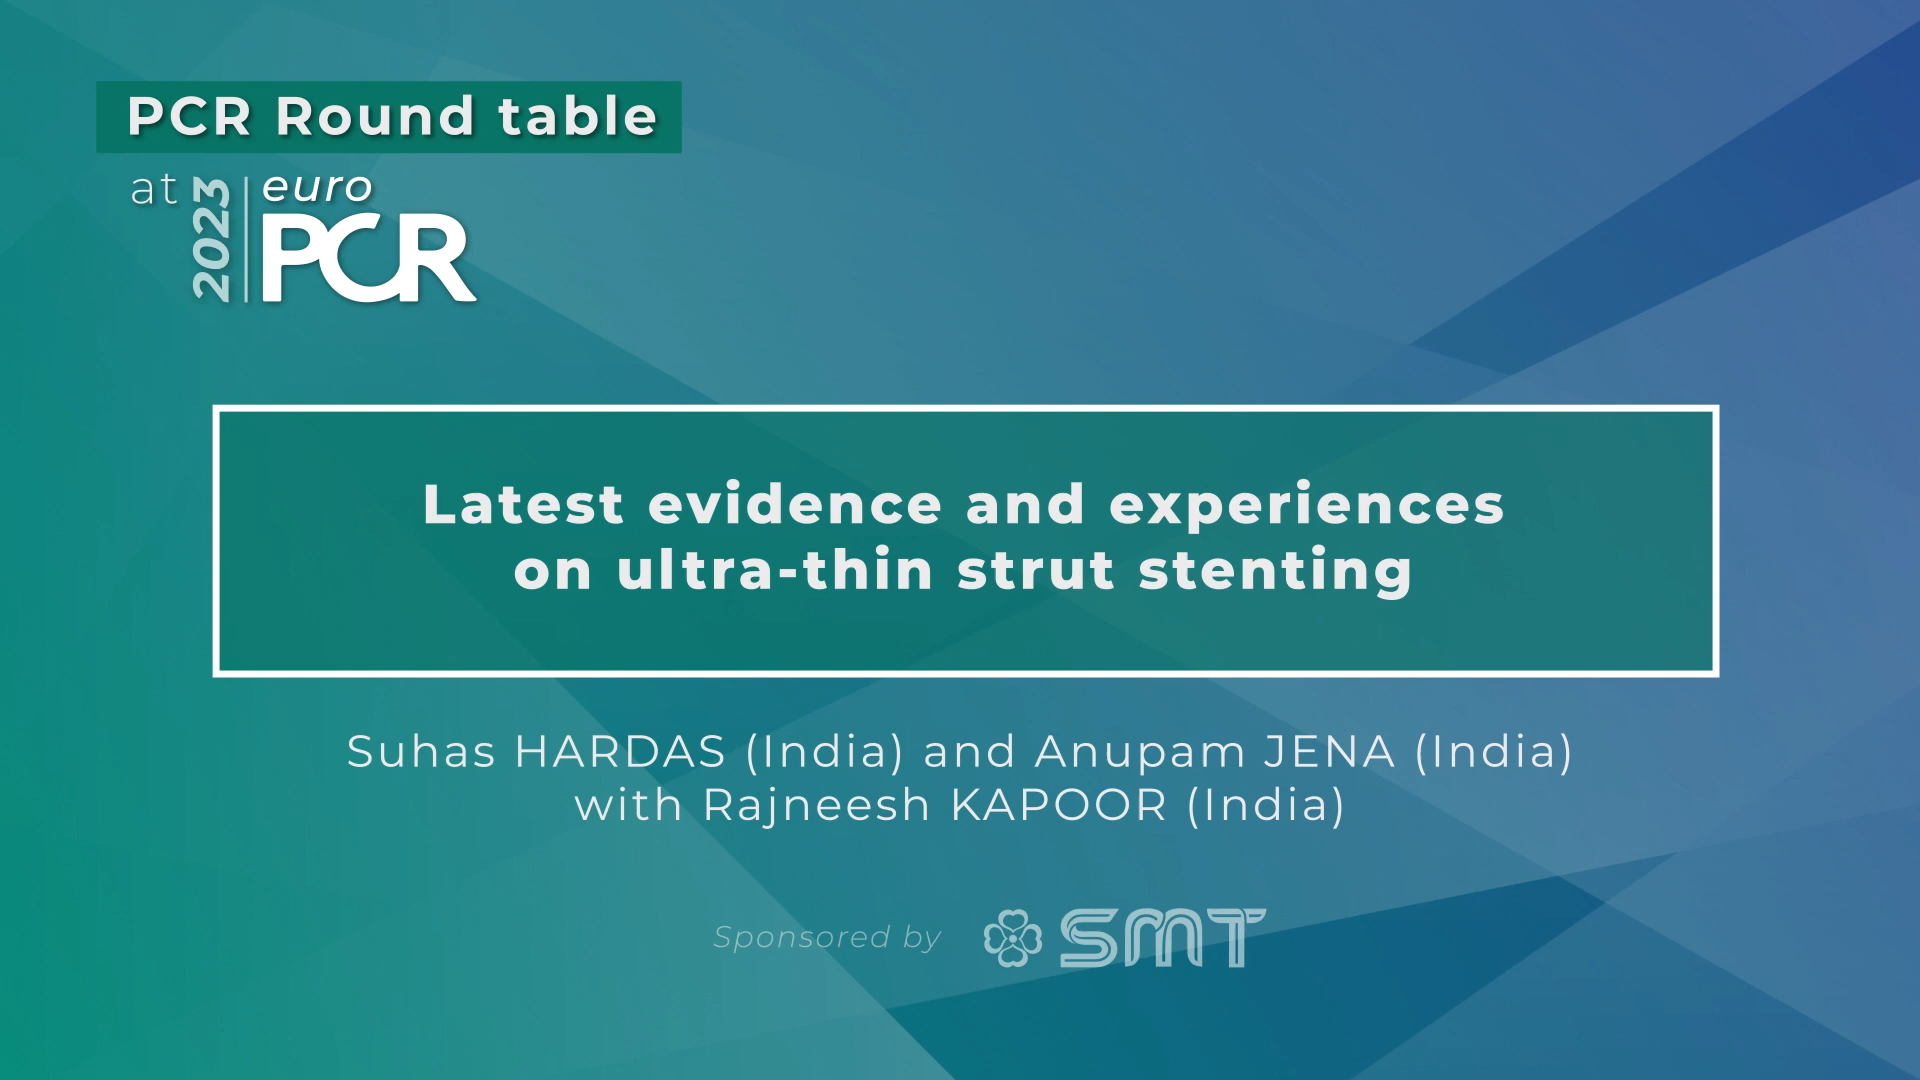 PCR Round table
at 2023 euro
PCR
Latest evidence and experiences
on ultra-thin strut stenting
Suhas HARDAS (India) and Anupam JENA (India)
with Rajneesh KAPOOR (India)
Sponsored by SMT